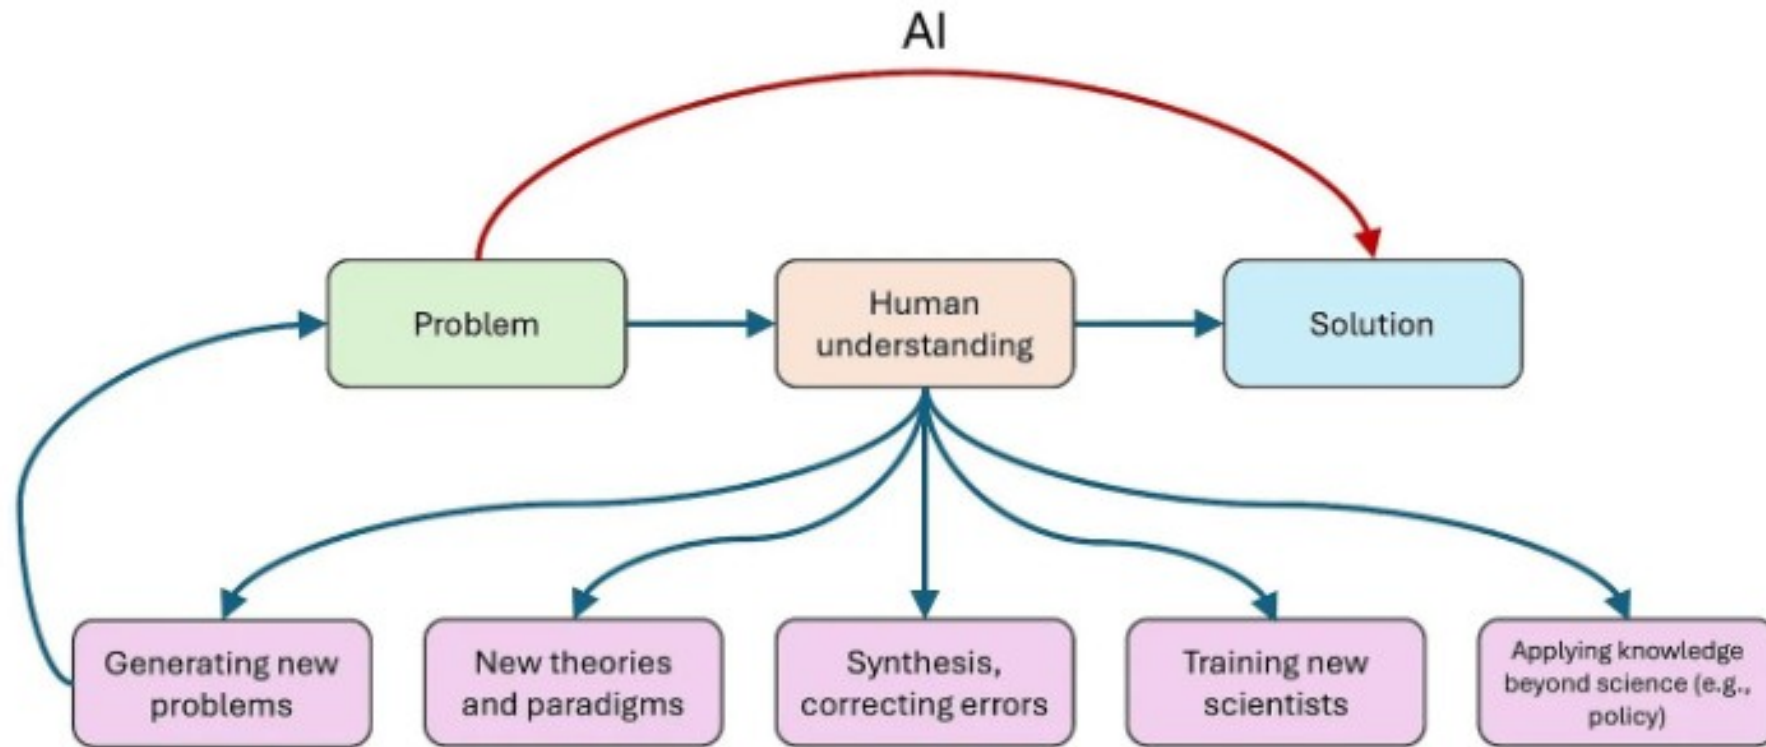 AI
Problem
Human
understanding
Solution
Generating new
problems
New theories
and paradigms
Synthesis,
correcting errors
Training new
scientists
Applying knowledge
beyond science (e.g.,
policy)